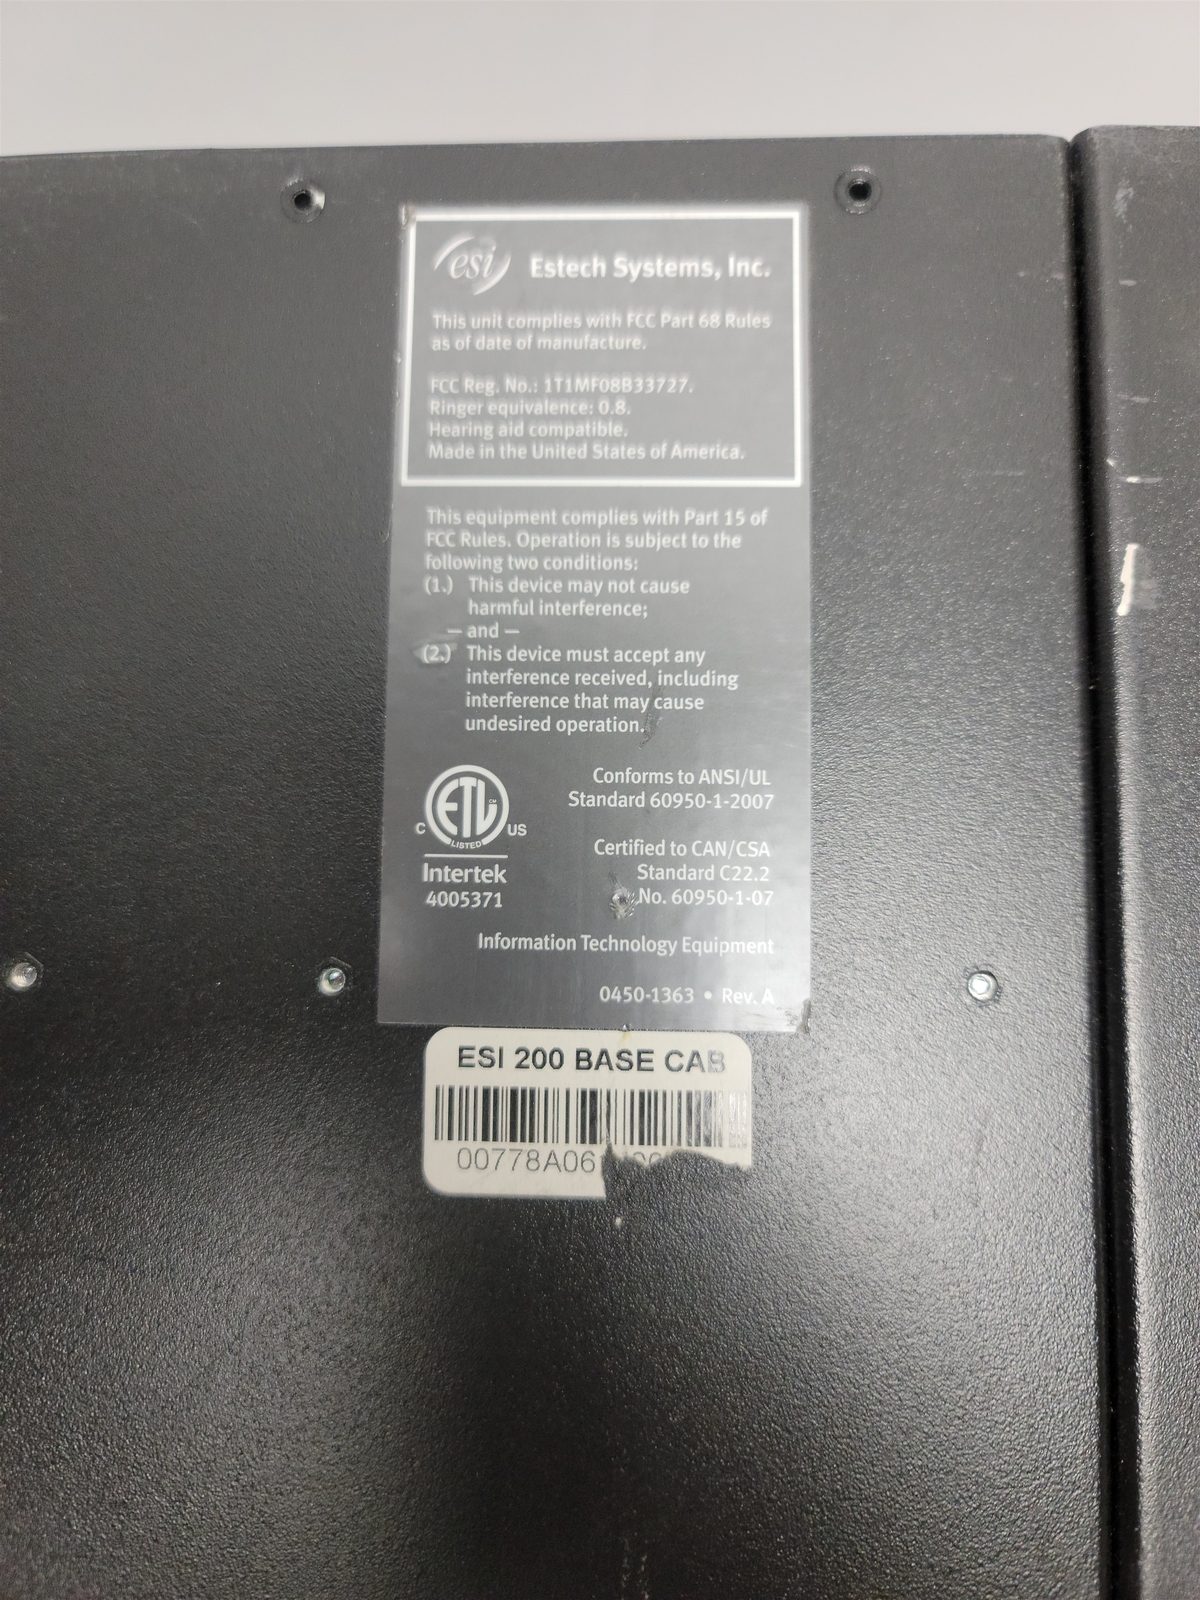 esi Estech Systems, Inc.
This unit complies with FCC Part 68 Rules
as of date of manufacture.
FCC Reg. No.: 1T1MF08B33727.
Ringer equivalence: 0.8.
Hearing aid compatible.
Made in the United States of America.
This equipment complies with Part 15 of
FCC Rules. Operation is subject to the
following two conditions:
(1.) This device may not cause
harmful interference;
— and —
(2.) This device must accept any
interference received, including
interference that may cause
undesired operation.
Conforms to ANSI/UL
Standard 60950-1-2007
C ETL CM US
LISTED
Intertek
4005371
Certified to CAN/CSA
Standard C22.2
No. 60950-1-07
Information Technology Equipment
0450-1363 • Rev. A
ESI 200 BASE CAB